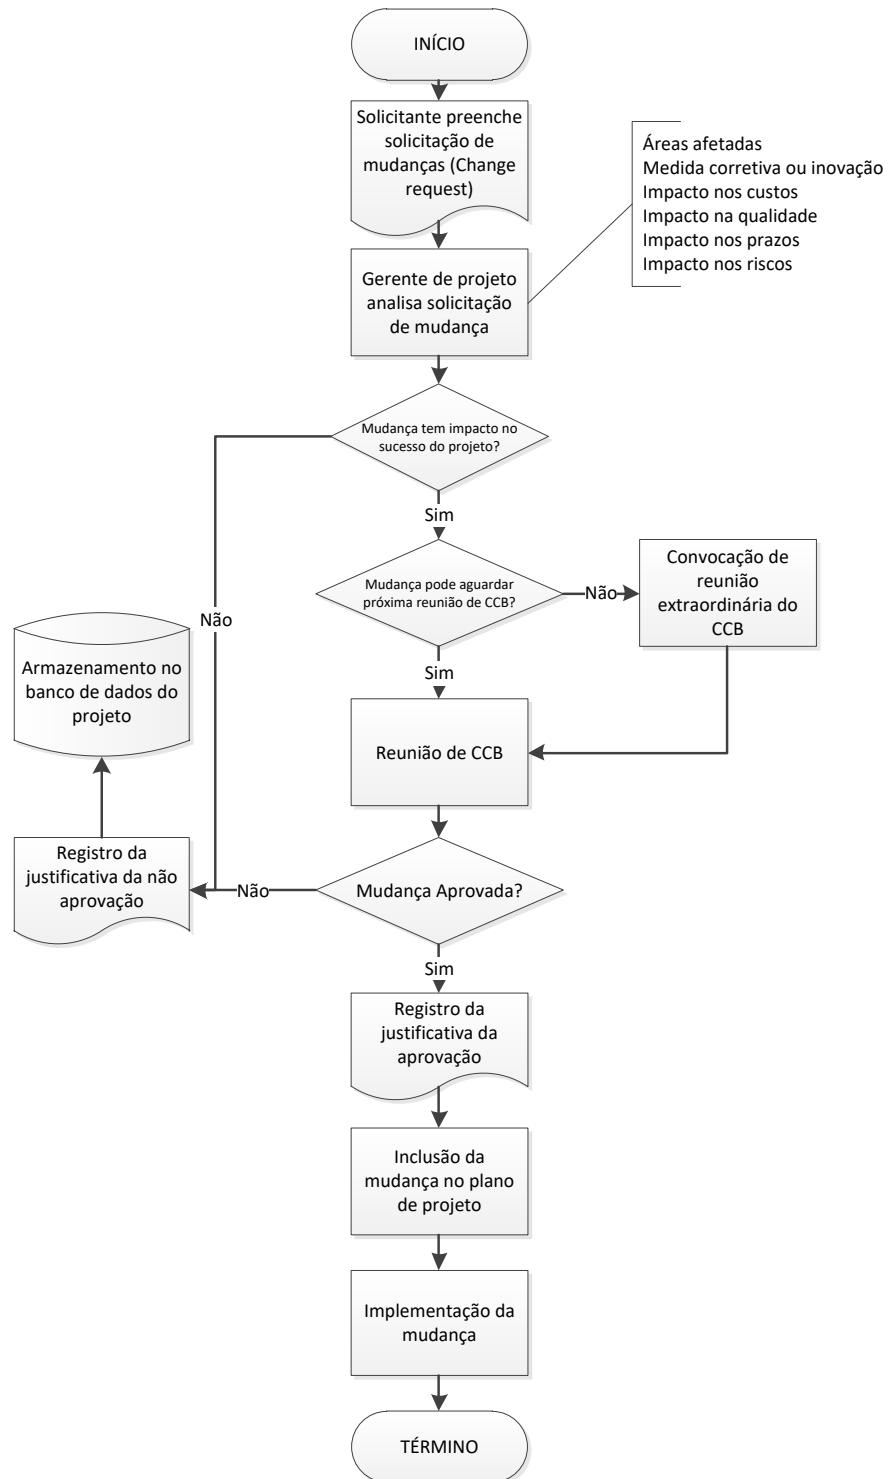 INÍCIO
Solicitante preenche
solicitação de
mudanças (Change
request)
Áreas afetadas
Medida corretiva ou inovação
Impacto nos custos
Impacto na qualidade
Impacto nos prazos
Impacto nos riscos
Gerente de projeto
analisa solicitação
de mudança
Mudança tem impacto no
sucesso do projeto?
Sim
Não
Mudança pode aguardar
próxima reunião de CCB?
Não
Convocação de
reunião
extraordinária do
CCB
Sim
Reunião de CCB
Armazenamento no
banco de dados do
projeto
Mudança Aprovada?
Não
Registro da
justificativa da não
aprovação
Sim
Registro da
justificativa da
aprovação
Inclusão da
mudança no plano
de projeto
Implementação da
mudança
TÉRMINO